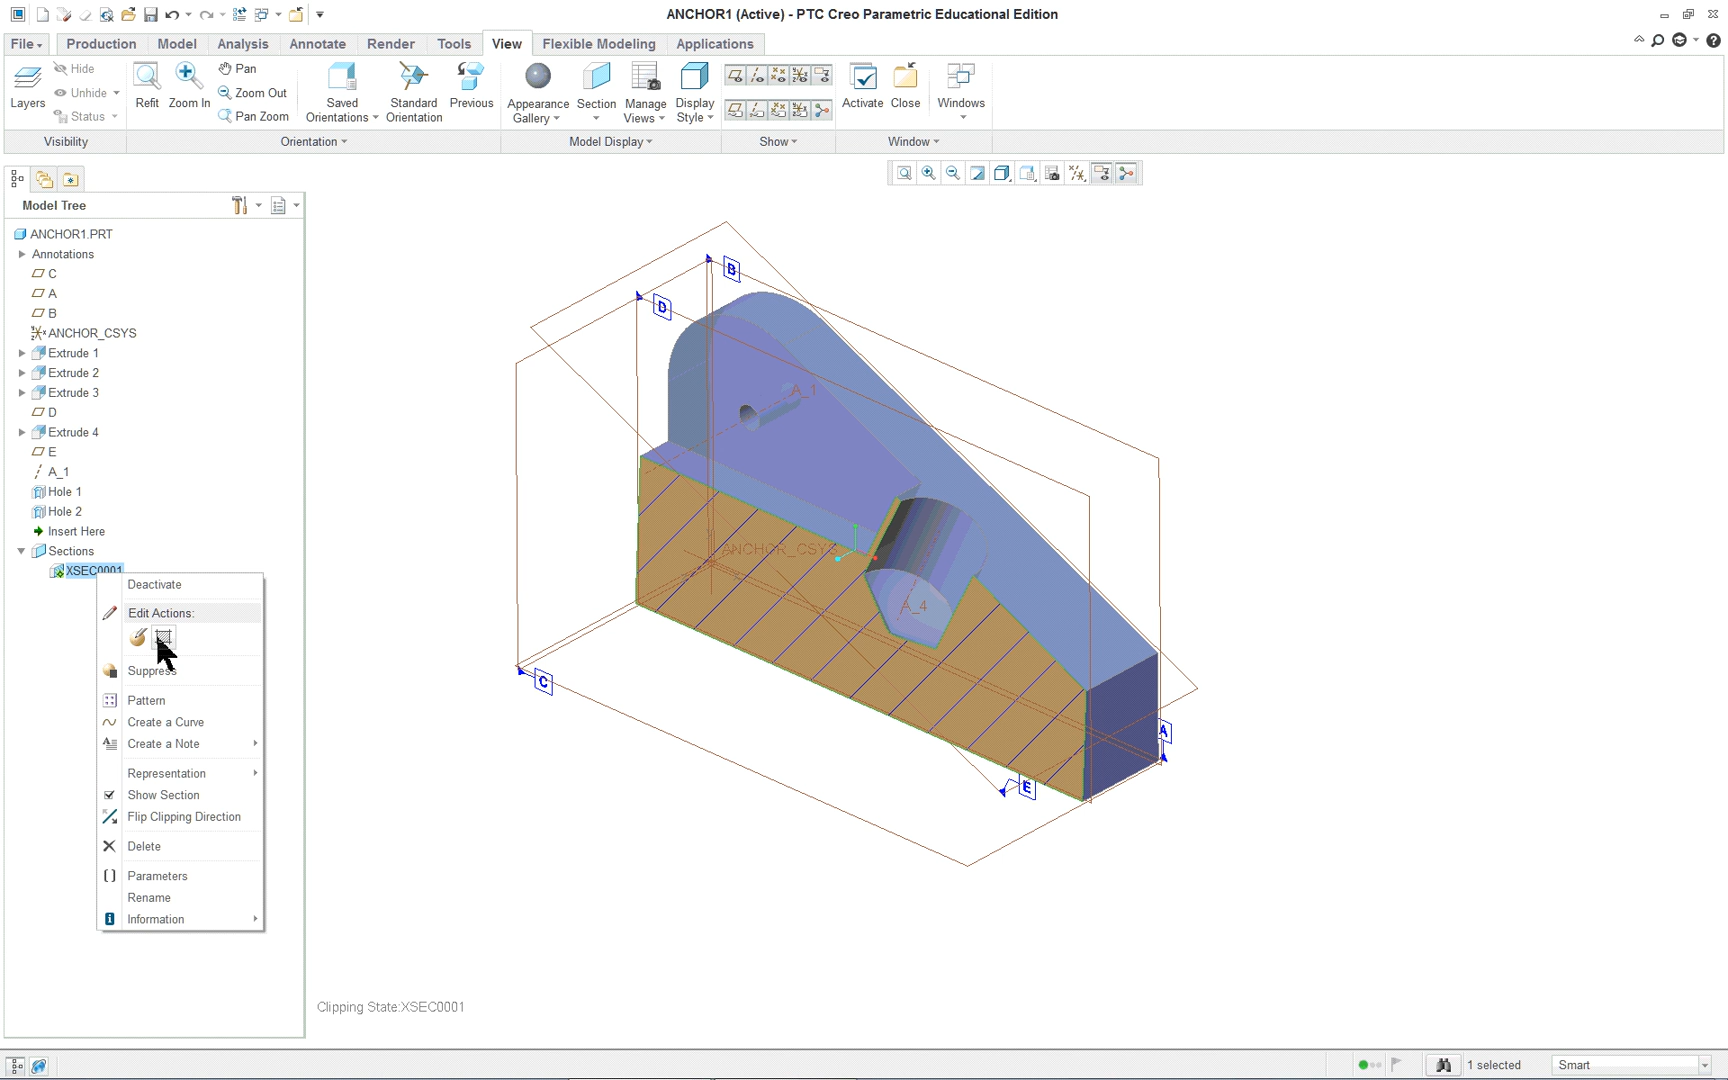 ANCHOR1 (Active) - PTC Creo Parametric Educational Edition
File Production Model Analysis Annotate Render Tools View Flexible Modeling Applications
Layers
Hide
Unhide
Status
Visibility
Refit
Zoom In
Pan
Zoom Out
Pan Zoom
Saved Orientations
Standard Orientation
Previous
Orientation
Appearance Gallery
Section
Manage Views
Display Style
Model Display
Show
Activate
Close
Windows
Window
Model Tree
ANCHOR1.PRT
Annotations
C
A
B
ANCHOR_CSYS
Extrude 1
Extrude 2
Extrude 3
D
Extrude 4
E
A_1
Hole 1
Hole 2
Insert Here
Sections
XSEC0001
Deactivate
Edit Actions:
Suppress
Pattern
Create a Curve
Create a Note
Representation
Show Section
Flip Clipping Direction
Delete
Parameters
Rename
Information
B
D
A_1
ANCHOR_CSYS
A_4
C
A
E
Clipping State:XSEC0001
1 selected
Smart